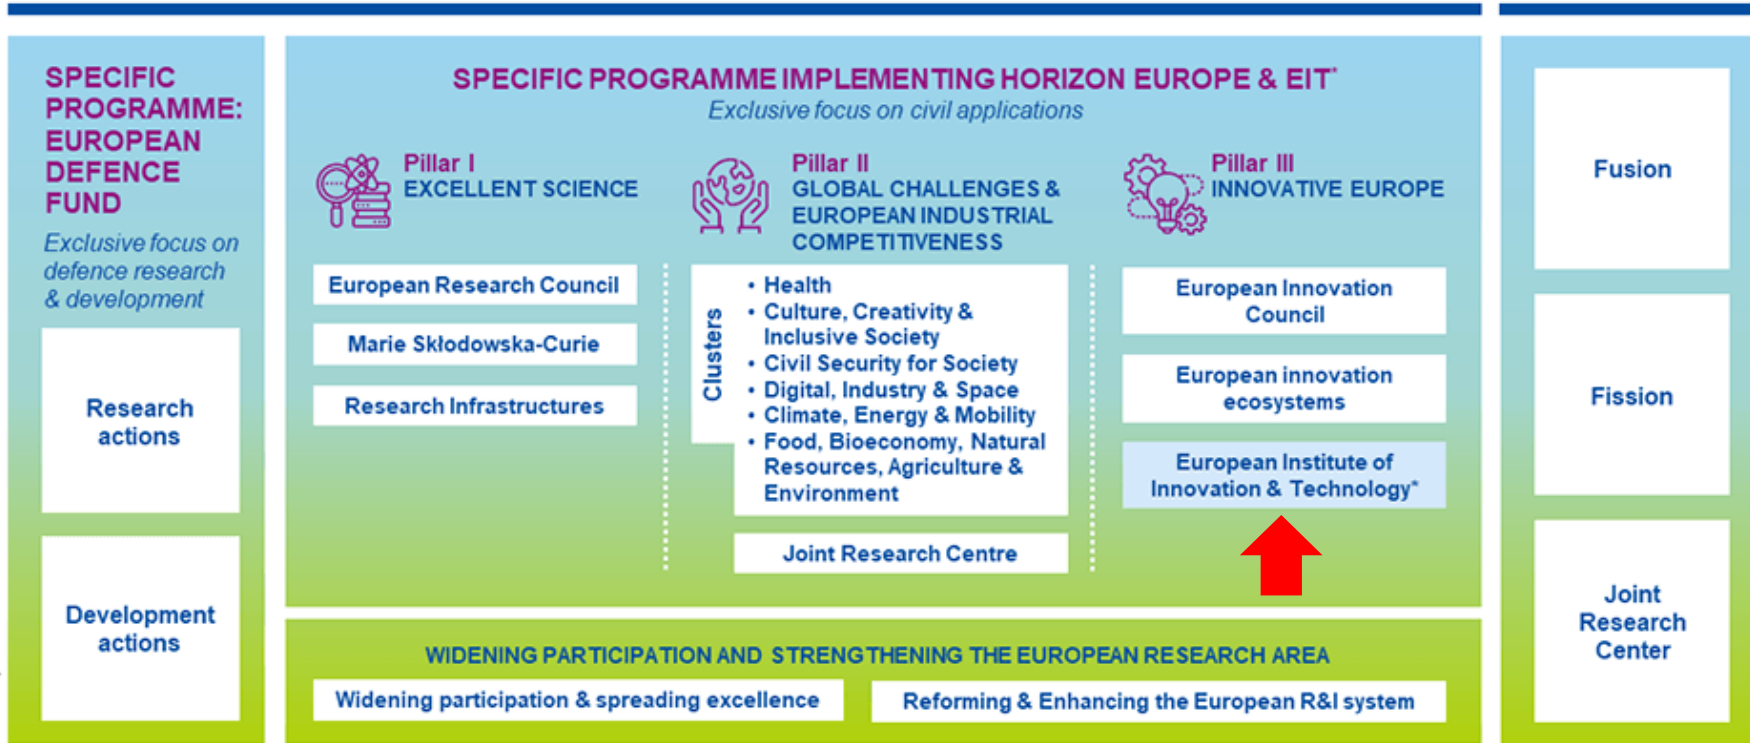 SPECIFIC
PROGRAMME:
EUROPEAN
DEFENCE
FUND
Exclusive focus on
defence research
& development
Research
actions
Development
actions
SPECIFIC PROGRAMME IMPLEMENTING HORIZON EUROPE & EIT*
Exclusive focus on civil applications
Pillar I
EXCELLENT SCIENCE
European Research Council
Marie Skłodowska-Curie
Research Infrastructures
Pillar II
GLOBAL CHALLENGES &
EUROPEAN INDUSTRIAL
COMPETITIVENESS
Clusters
• Health
• Culture, Creativity &
Inclusive Society
• Civil Security for Society
• Digital, Industry & Space
• Climate, Energy & Mobility
• Food, Bioeconomy, Natural
Resources, Agriculture &
Environment
Joint Research Centre
Pillar III
INNOVATIVE EUROPE
European Innovation
Council
European innovation
ecosystems
European Institute of
Innovation & Technology*
WIDENING PARTICIPATION AND STRENGTHENING THE EUROPEAN RESEARCH AREA
Widening participation & spreading excellence
Reforming & Enhancing the European R&I system
Fusion
Fission
Joint
Research
Center